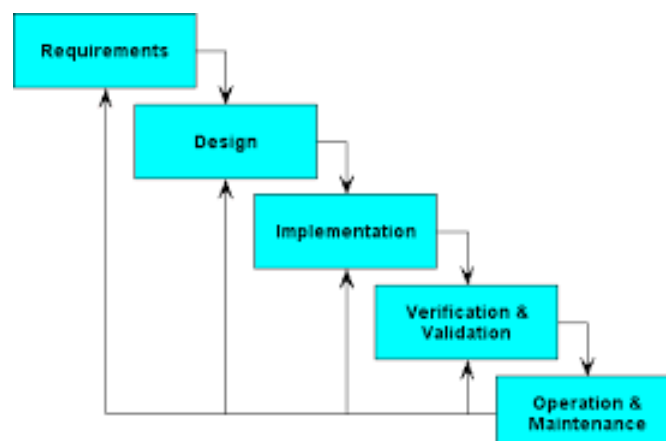 Requirements
Design
Implementation
Verification &
Validation
Operation &
Maintenance